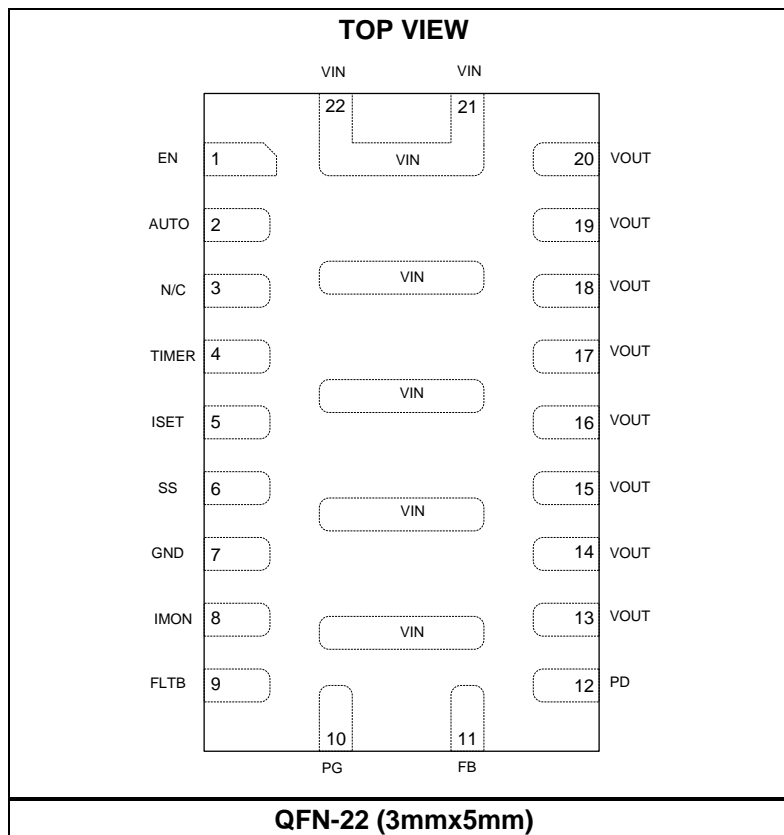 TOP VIEW
VIN VIN
22 21
EN 1 VIN 20 VOUT
AUTO 2 19 VOUT
N/C 3 VIN 18 VOUT
TIMER 4 17 VOUT
VIN
ISET 5 16 VOUT
SS 6 15 VOUT
VIN
GND 7 14 VOUT
IMON 8 13 VOUT
VIN
FLTB 9 12 PD
10 11
PG FB
QFN-22 (3mmx5mm)